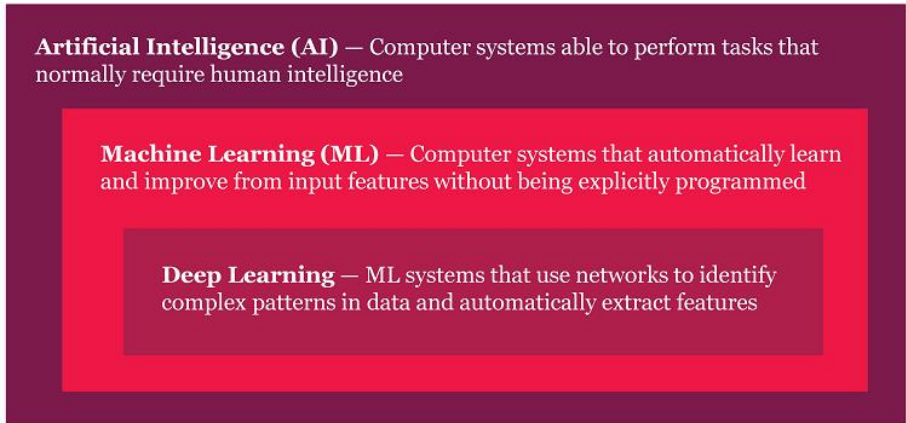 Artificial Intelligence (AI) — Computer systems able to perform tasks that
normally require human intelligence
Machine Learning (ML) — Computer systems that automatically learn
and improve from input features without being explicitly programmed
Deep Learning — ML systems that use networks to identify
complex patterns in data and automatically extract features